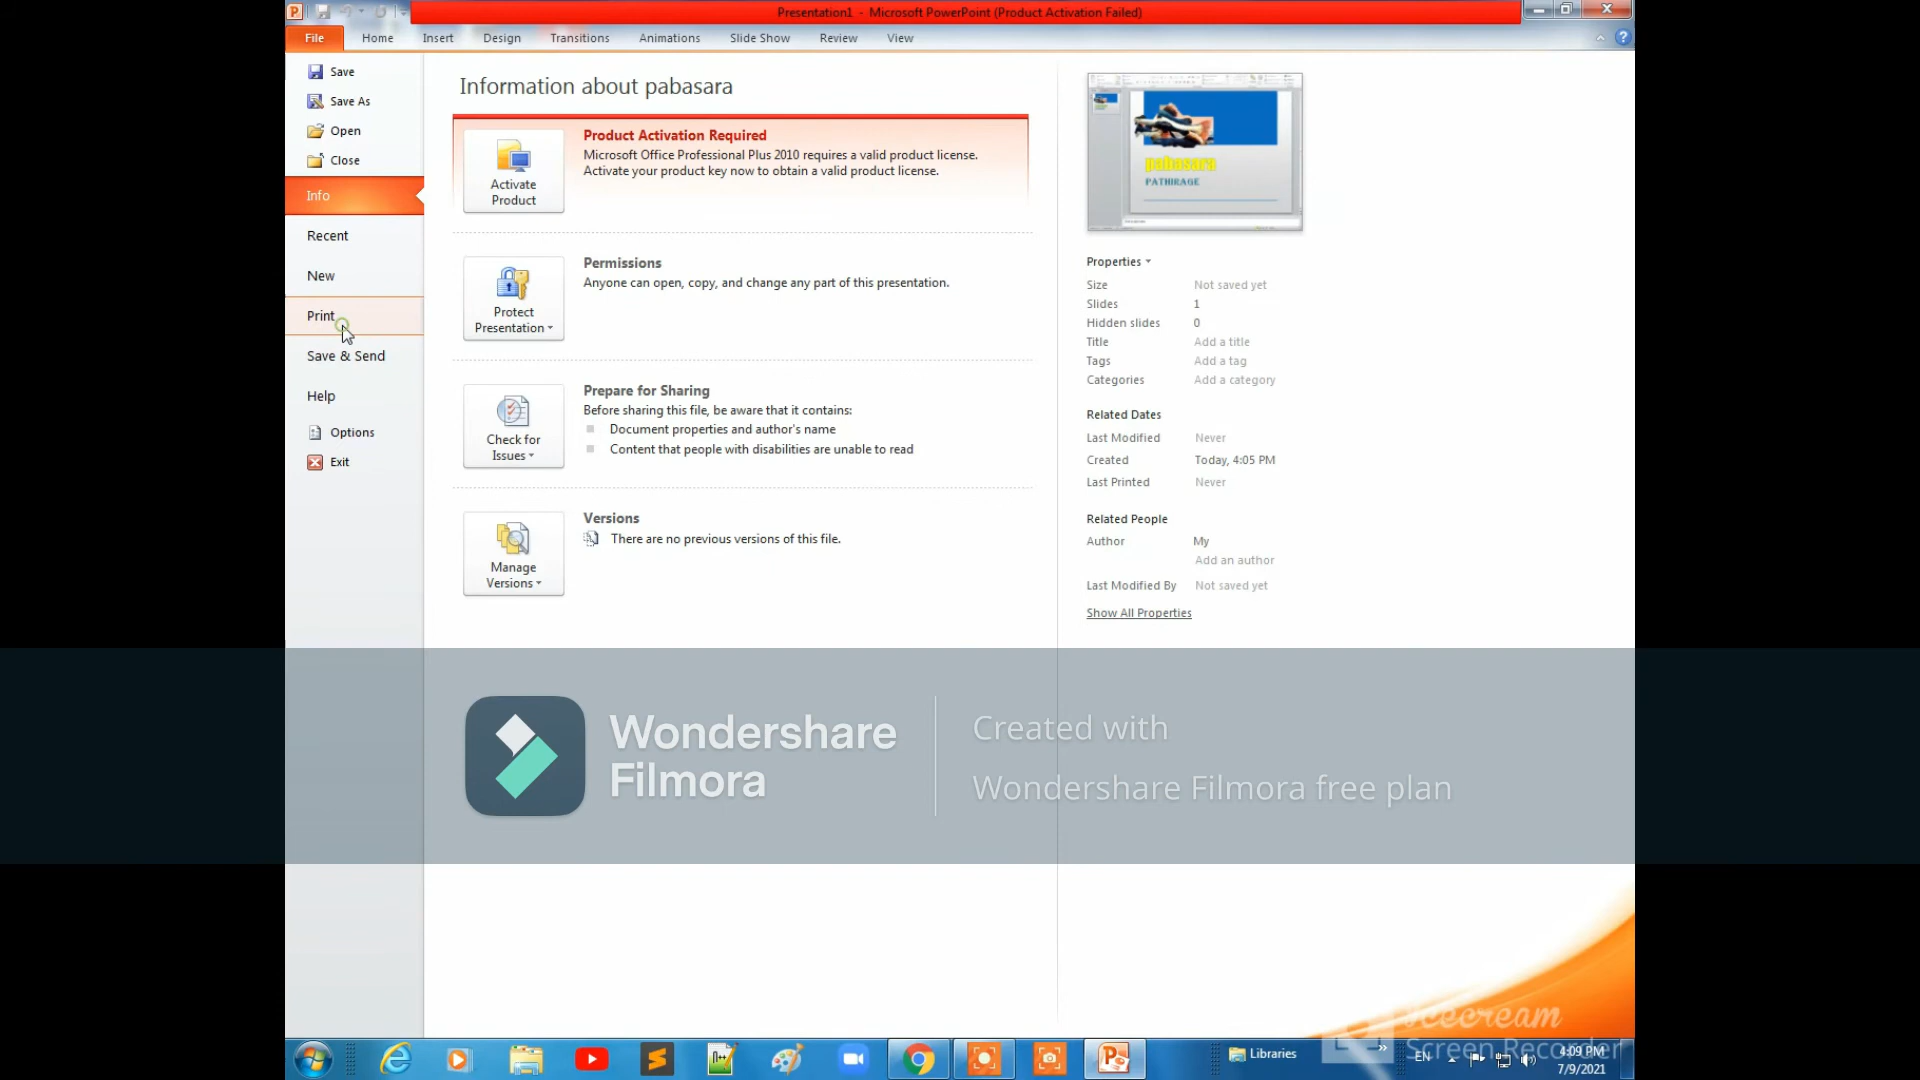 Presentation1 - Microsoft PowerPoint (Product Activation Failed)
File Home Insert Design Transitions Animations Slide Show Review View
Save
Save As
Open
Close
Info
Recent
New
Print
Save & Send
Help
Options
Exit
Information about pabasara
Activate Product
Product Activation Required
Microsoft Office Professional Plus 2010 requires a valid product license.
Activate your product key now to obtain a valid product license.
Protect Presentation
Permissions
Anyone can open, copy, and change any part of this presentation.
Check for Issues
Prepare for Sharing
Before sharing this file, be aware that it contains:
Document properties and author's name
Content that people with disabilities are unable to read
Manage Versions
Versions
There are no previous versions of this file.
pabasara
PATHIRAGE
Properties
Size Not saved yet
Slides 1
Hidden slides 0
Title Add a title
Tags Add a tag
Categories Add a category
Related Dates
Last Modified Never
Created Today, 4:05 PM
Last Printed Never
Related People
Author My
Add an author
Last Modified By Not saved yet
Show All Properties
Wondershare
Filmora
Created with
Wondershare Filmora free plan
icecream
Screen Recorder
Libraries
EN
4:09 PM
7/9/2021